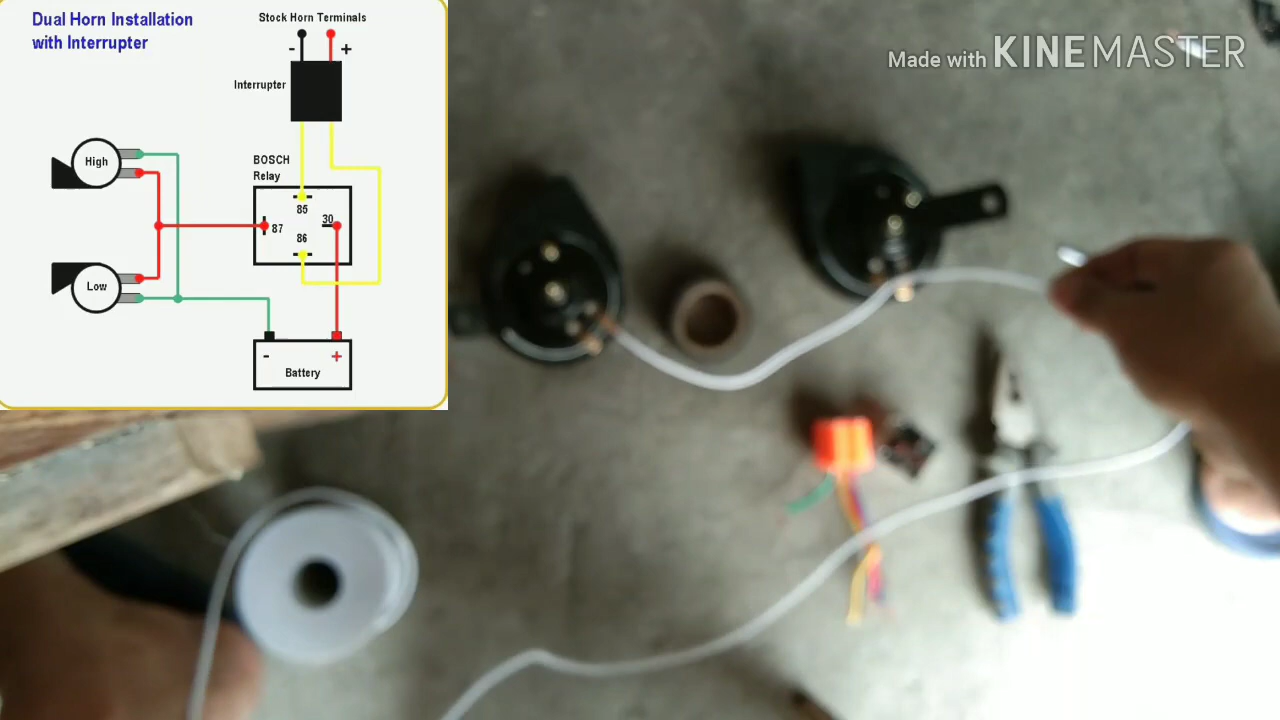 Dual Horn Installation
with Interrupter
Stock Horn Terminals
- +
Interrupter
High
BOSCH
Relay
85
30
87
86
Low
- +
Battery
Made with KINEMASTER